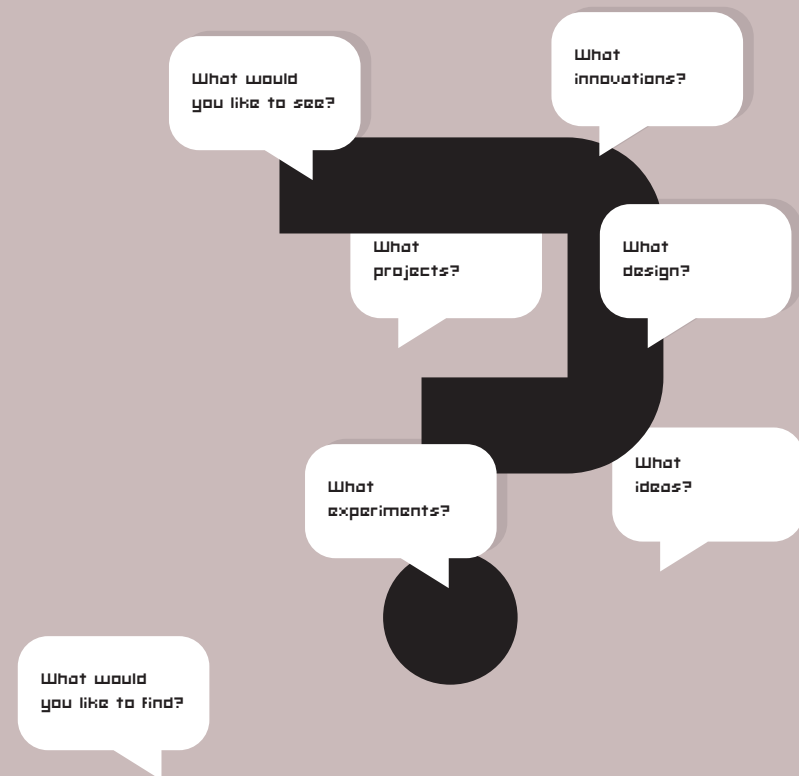 What would
you like to see?
What
innovations?
What
projects?
What
design?
What
ideas?
What
experiments?
What would
you like to find?